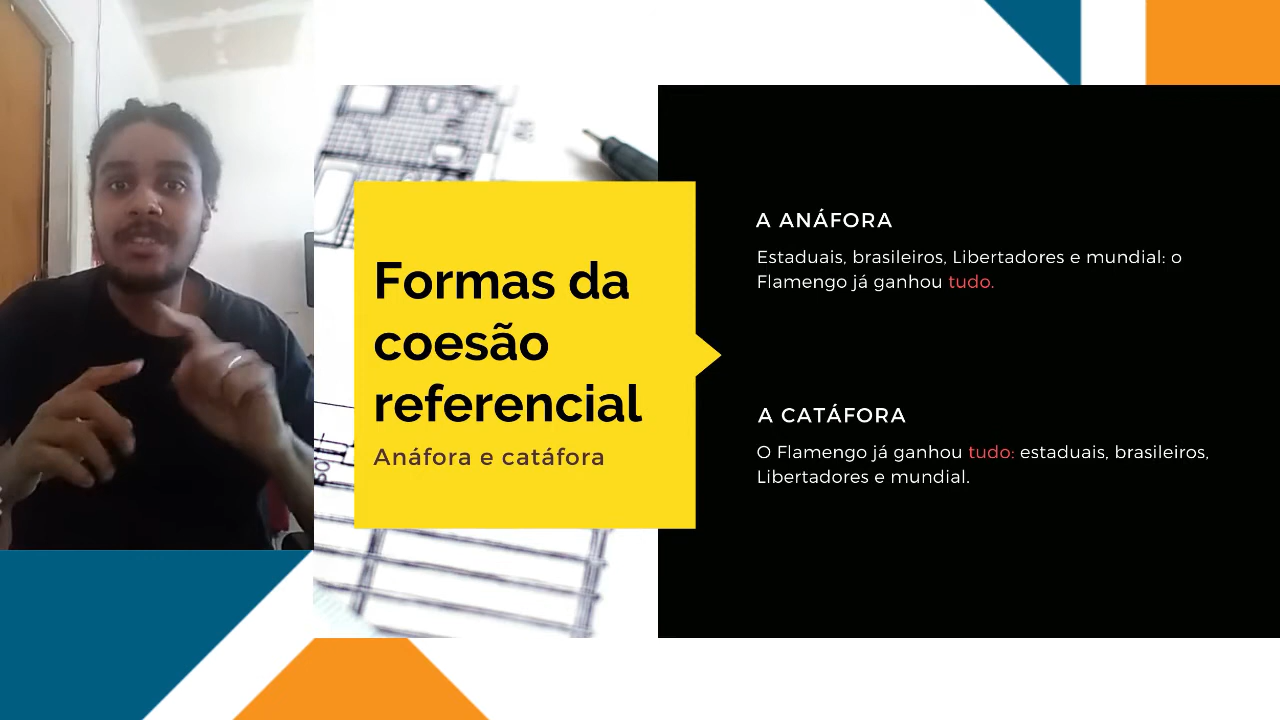 Formas da
coesão
referencial
Anáfora e catáfora
A ANÁFORA
Estaduais, brasileiros, Libertadores e mundial: o
Flamengo já ganhou tudo.
A CATÁFORA
O Flamengo já ganhou tudo: estaduais, brasileiros,
Libertadores e mundial.